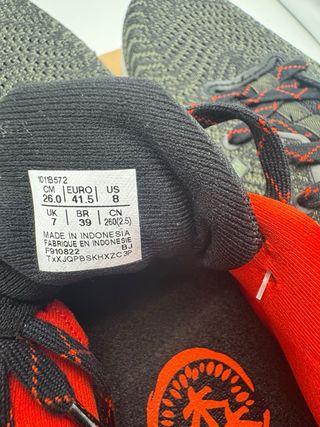 1011B572
CM EURO US
26.0 41.5 8
UK BR CN
7 39 260(2.5)
MADE IN INDONESIA
FABRIQUE EN INDONESIE
F910822 BJ
TxXJQPBSKHXZC3P